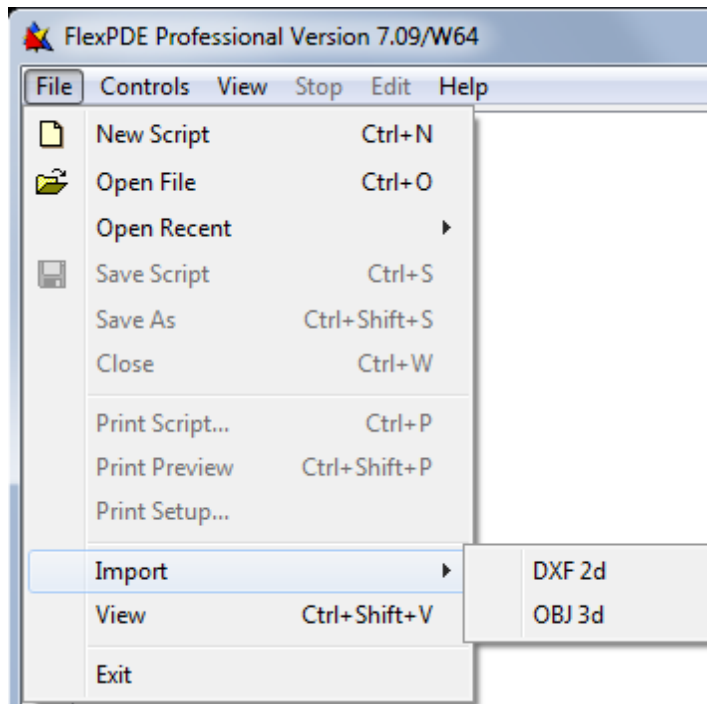 FlexPDE Professional Version 7.09/W64
File Controls View Stop Edit Help
New Script Ctrl+N
Open File Ctrl+O
Open Recent
Save Script Ctrl+S
Save As Ctrl+Shift+S
Close Ctrl+W
Print Script... Ctrl+P
Print Preview Ctrl+Shift+P
Print Setup...
Import
DXF 2d
View Ctrl+Shift+V
OBJ 3d
Exit